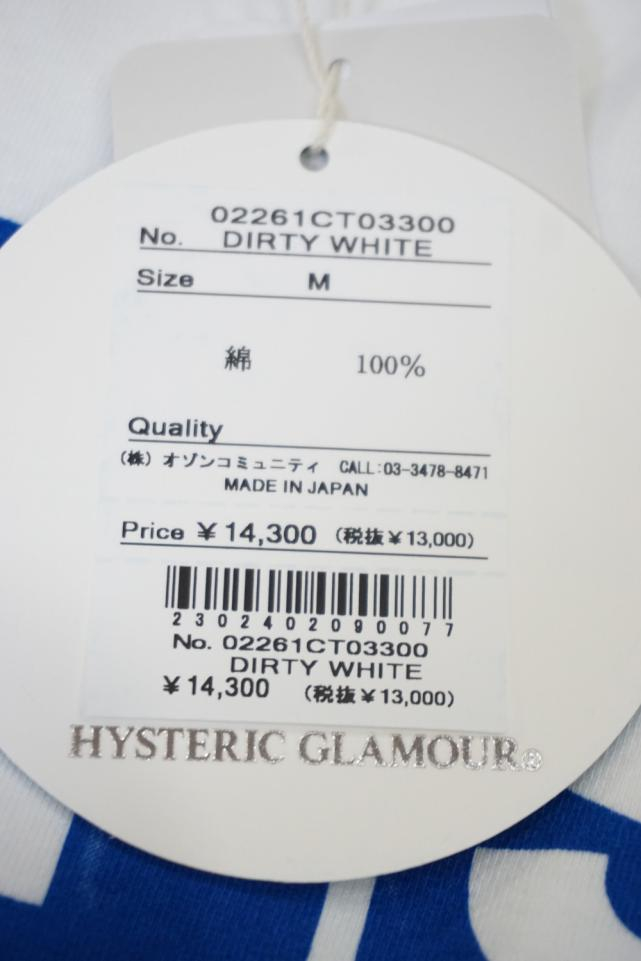 02261CT03300
No. DIRTY WHITE
Size M
綿 100%
Quality
(株) オゾンコミュニティ CALL:03-3478-8471
MADE IN JAPAN
Price ¥14,300 (税抜¥13,000)
2302402090077
No. 02261CT03300
DIRTY WHITE
¥14,300 (税抜¥13,000)
HYSTERIC GLAMOUR®